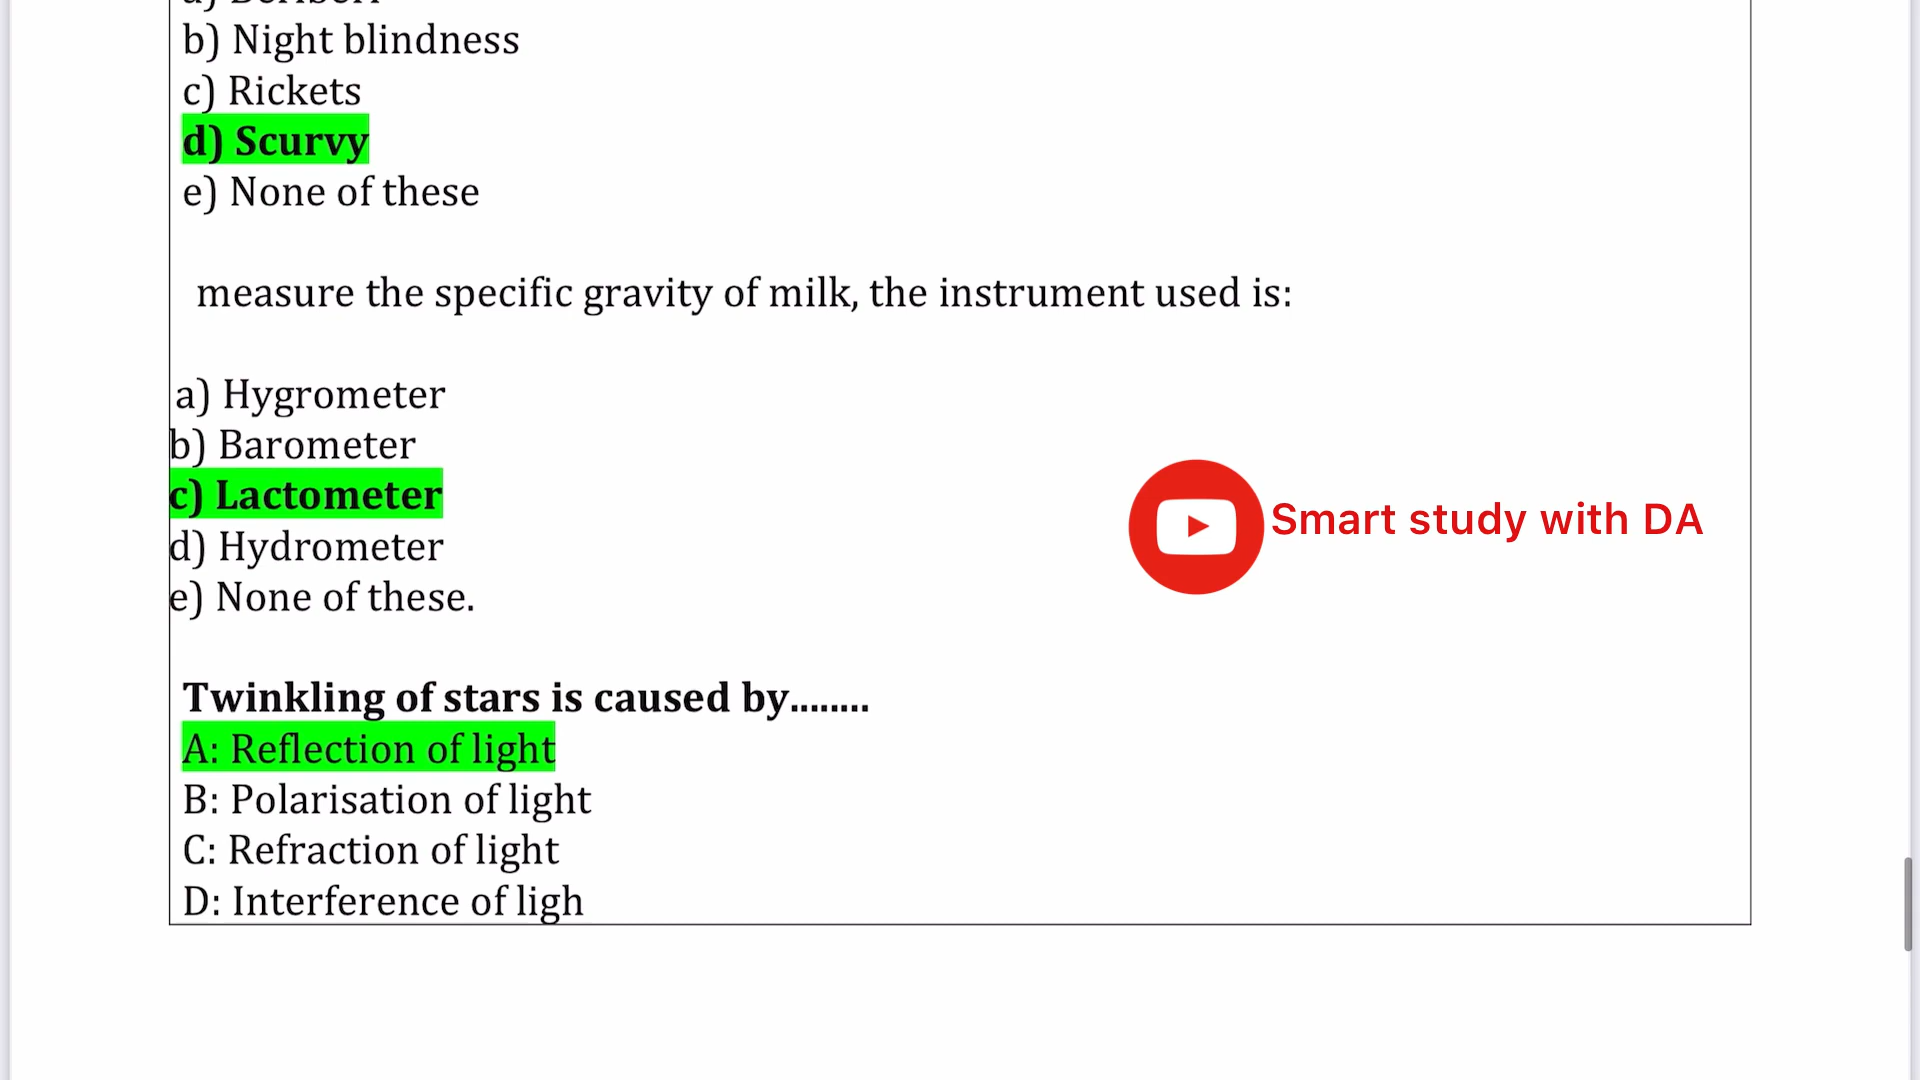 b) Night blindness
c) Rickets
d) Scurvy
e) None of these
measure the specific gravity of milk, the instrument used is:
a) Hygrometer
b) Barometer
c) Lactometer
d) Hydrometer
e) None of these.
Smart study with DA
Twinkling of stars is caused by........
A: Reflection of light
B: Polarisation of light
C: Refraction of light
D: Interference of ligh